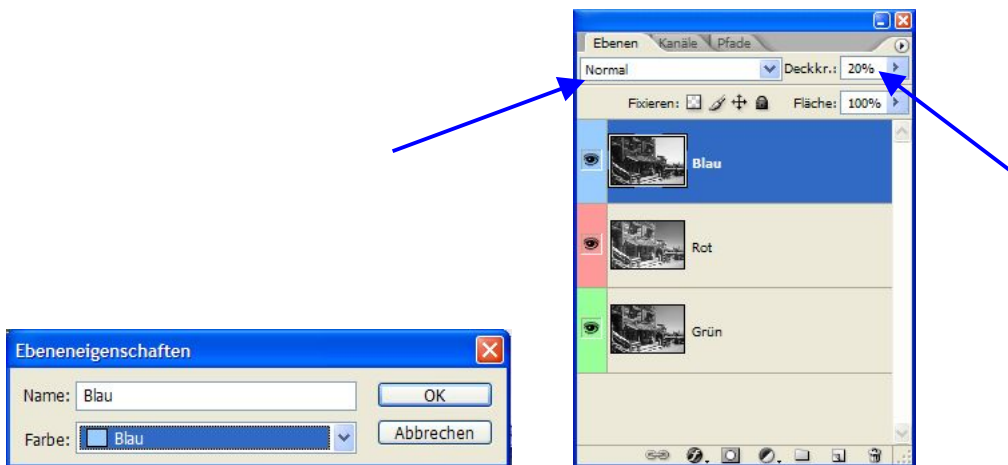 Ebenen Kanäle Pfade
Normal Deckkr.: 20%
Fixieren: Fläche: 100%
Blau
Rot
Grün
Ebeneneigenschaften
Name: Blau OK
Farbe: Blau Abbrechen